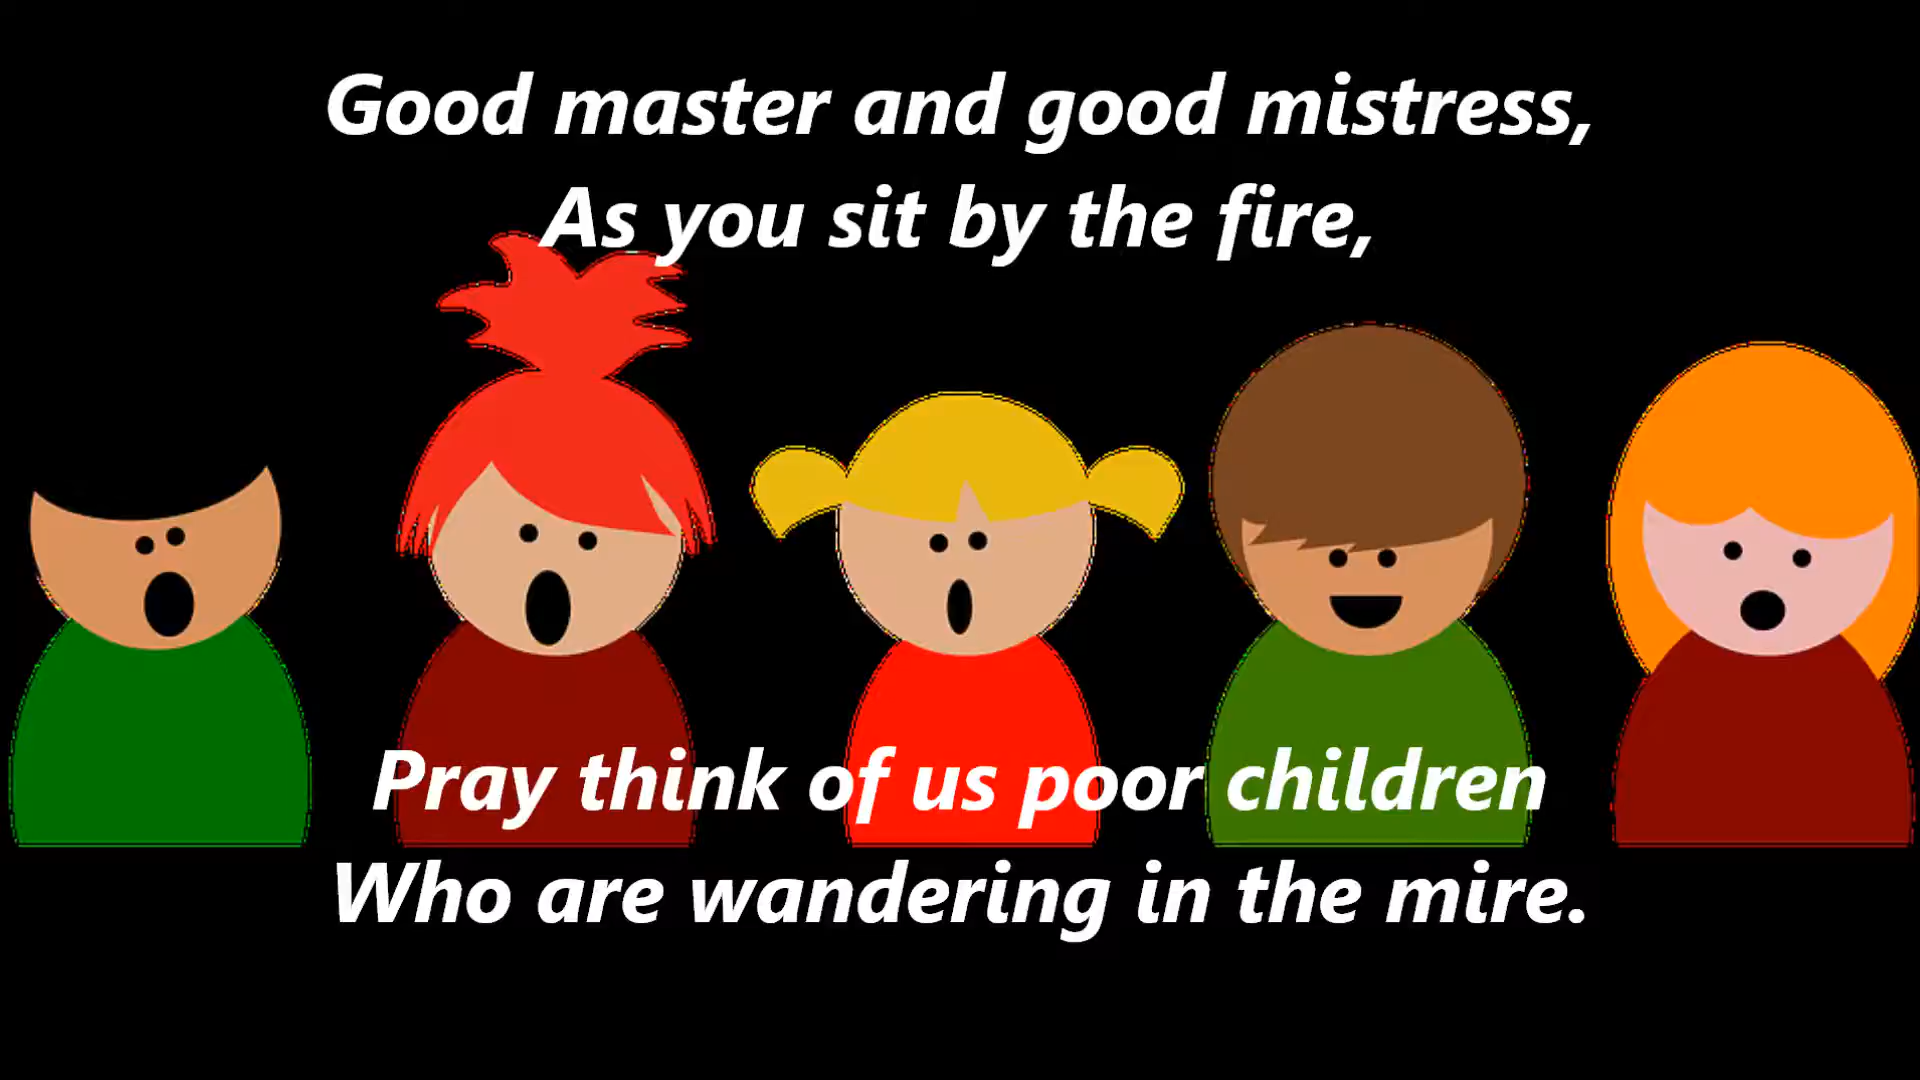 Good master and good mistress,
As you sit by the fire,
Pray think of us poor children
Who are wandering in the mire.